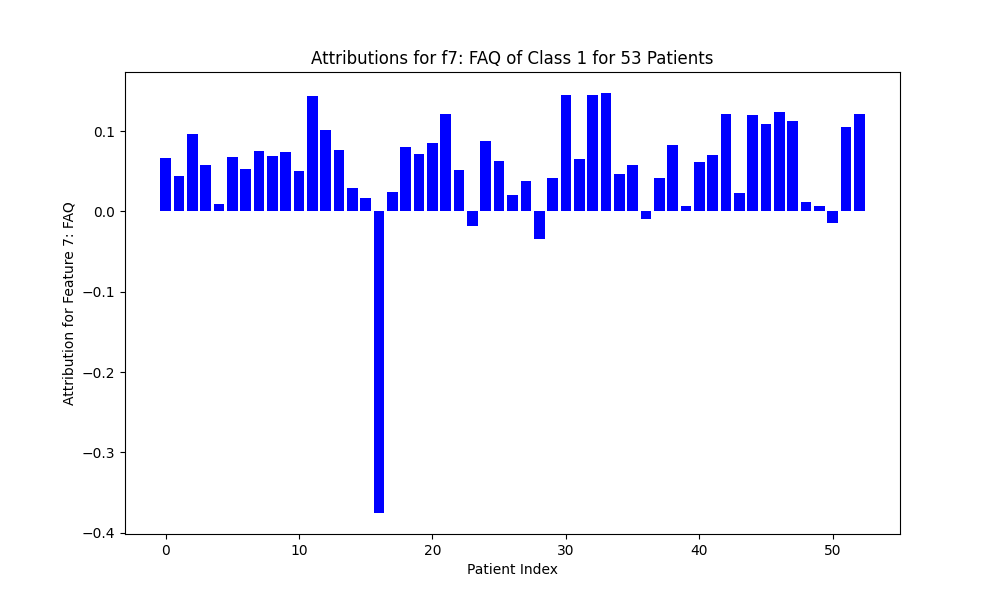 Attributions for f7: FAQ of Class 1 for 53 Patients
Attribution for Feature 7: FAQ
0.1
0.0
−0.1
−0.2
−0.3
−0.4
0 10 20 30 40 50
Patient Index